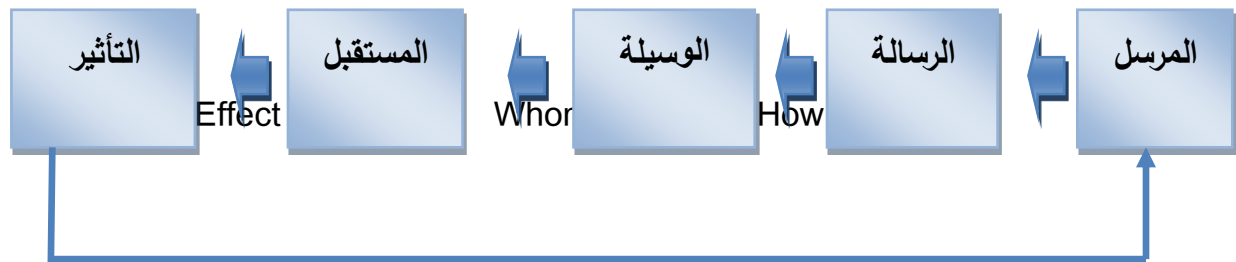 المرسل
الرسالة
الوسيلة
المستقبل
التأثير
How
Effect